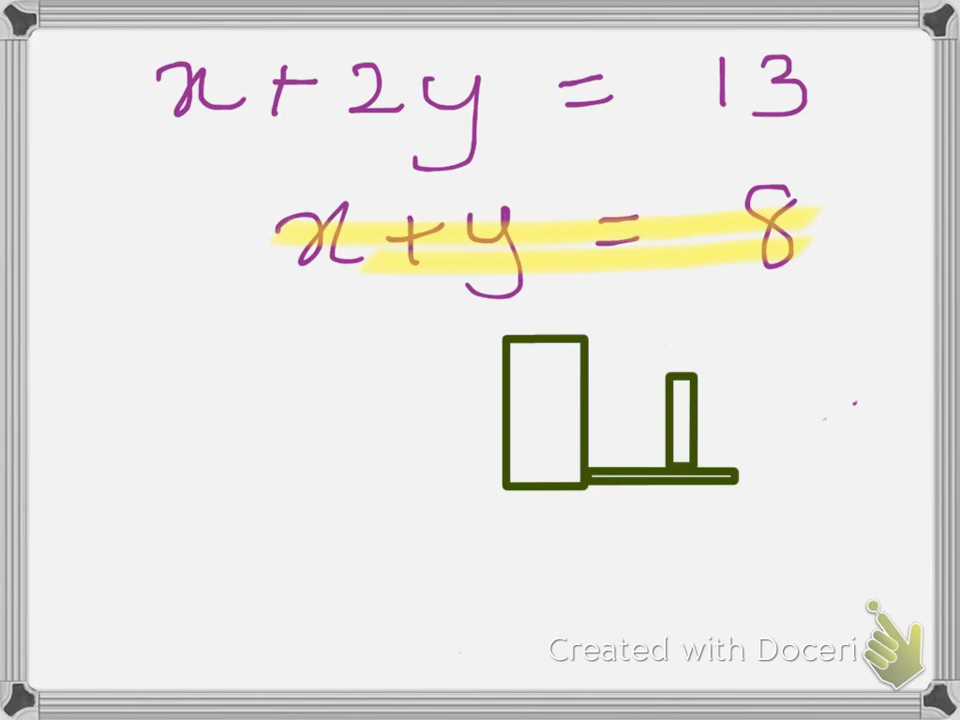 x + 2y = 13
x + y = 8
Created with Doceri